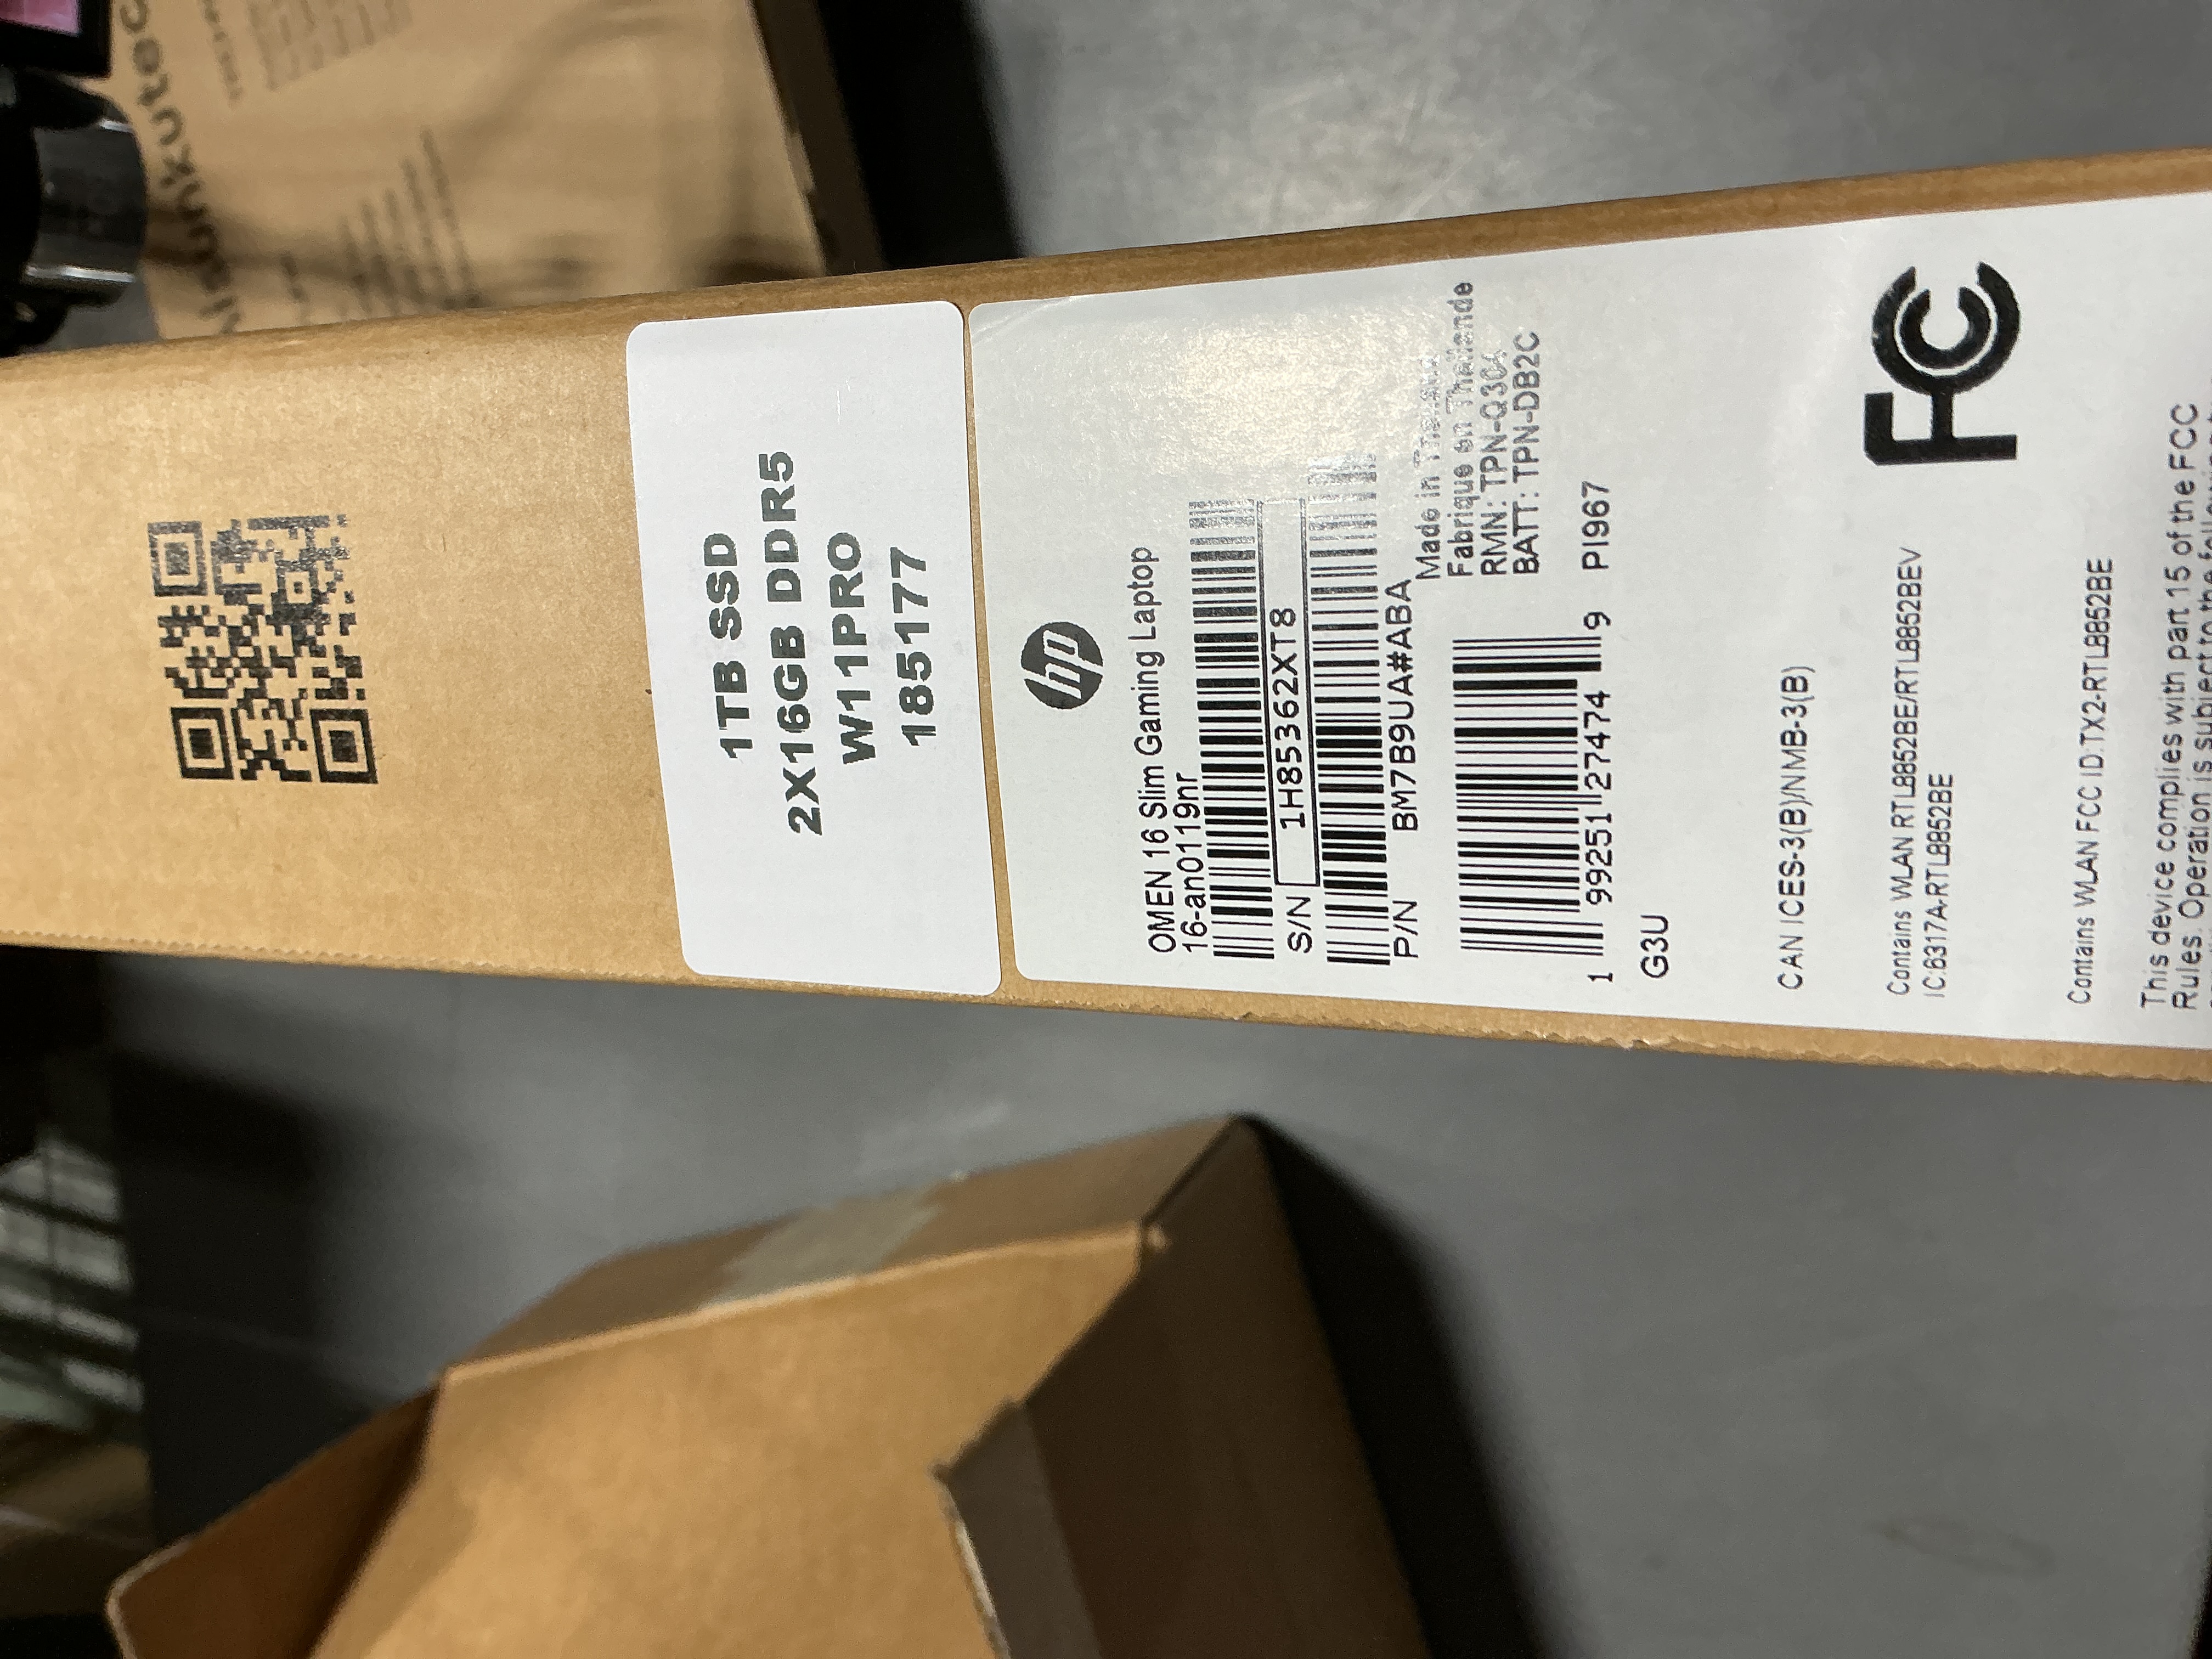 1TB SSD
2X16GB DDR5
W11PRO
185177
hp
OMEN 16 Slim Gaming Laptop
16-an0119nr
S/N 1H85362XT8
P/N BM7B9UA#ABA
Made in
Fabrique en Thaïlande
RMN: TPN-Q304
BATT: TPN-DB2C
1 99251 27474 9 PI967
G3U
FC
CAN ICES-3(B)/NMB-3(B)
Contains WLAN RTL8852BE/RTL8852BEV
IC:6317A-RTL8852BE
Contains WLAN FCC ID:TX2-RTL8852BE
This device complies with part 15 of the FCC
Rules. Operation is subject to the